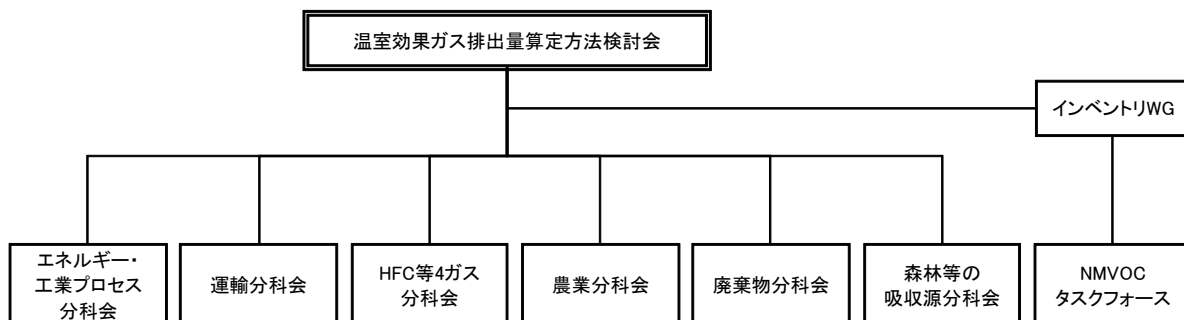 温室効果ガス排出量算定方法検討会
インベントリWG
エネルギー・
工業プロセス
分科会
運輸分科会
HFC等4ガス
分科会
農業分科会
廃棄物分科会
森林等の
吸収源分科会
NMVOC
タスクフォース